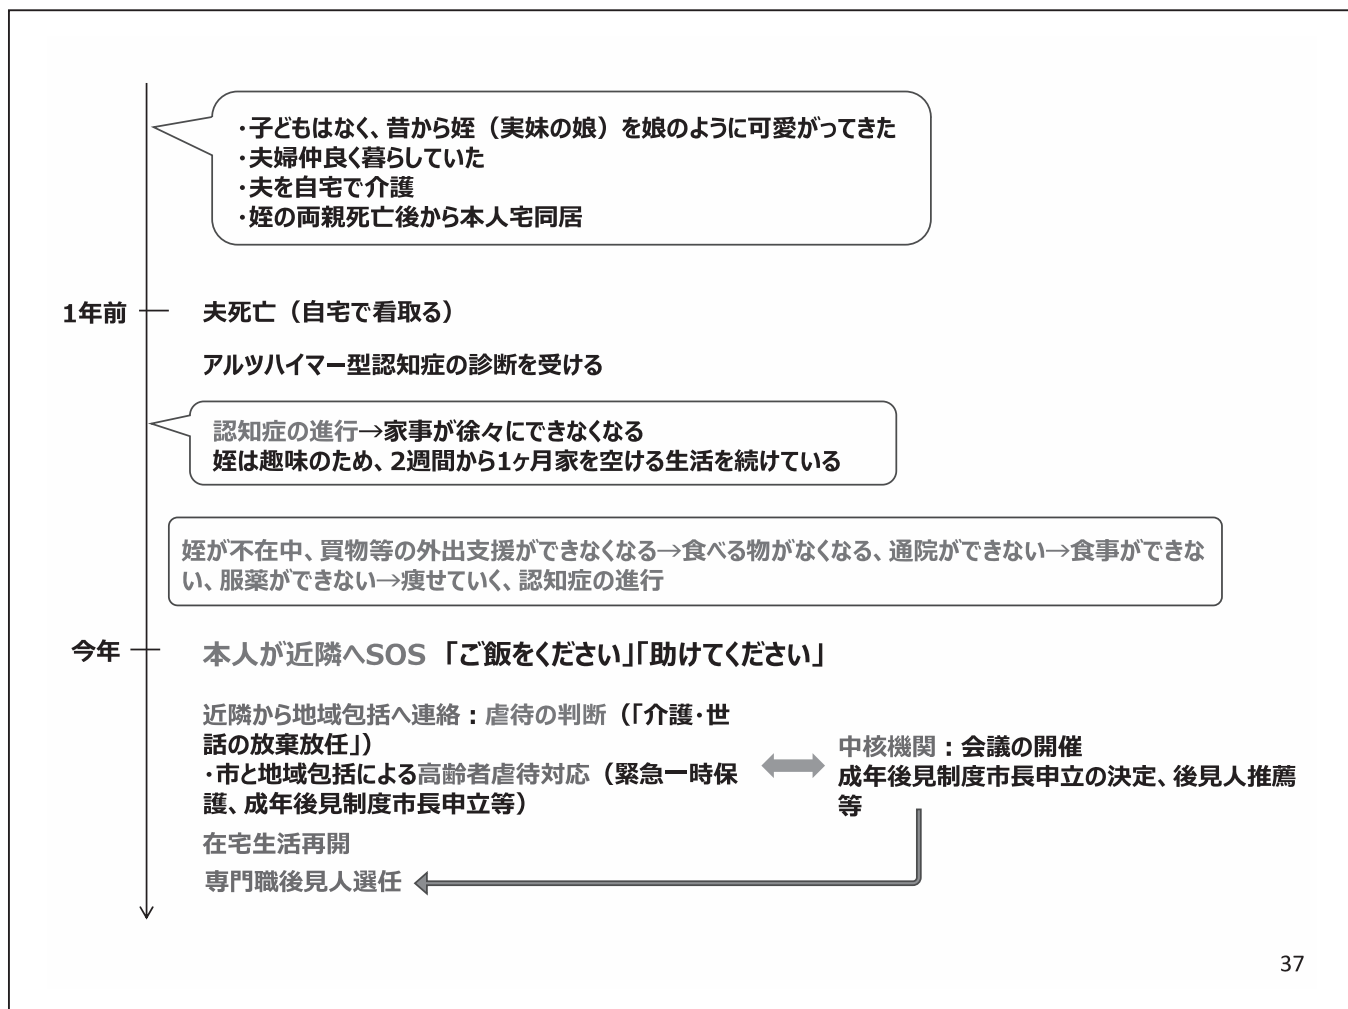 ・子どもはなく、昔から姪（実妹の娘）を娘のように可愛がってきた
・夫婦仲良く暮らしていた
・夫を自宅で介護
・姪の両親死亡後から本人宅同居
1年前
夫死亡（自宅で看取る）
アルツハイマー型認知症の診断を受ける
認知症の進行→家事が徐々にできなくなる
姪は趣味のため、2週間から1ヶ月家を空ける生活を続けている
姪が不在中、買物等の外出支援ができなくなる→食べる物がなくなる、通院ができない→食事ができな
い、服薬ができない→痩せていく、認知症の進行
今年
本人が近隣へSOS 「ご飯をください」「助けてください」
近隣から地域包括へ連絡：虐待の判断（「介護・世
話の放棄放任」）
・市と地域包括による高齢者虐待対応（緊急一時保
護、成年後見制度市長申立等）
中核機関：会議の開催
成年後見制度市長申立の決定、後見人推薦
等
在宅生活再開
専門職後見人選任
37